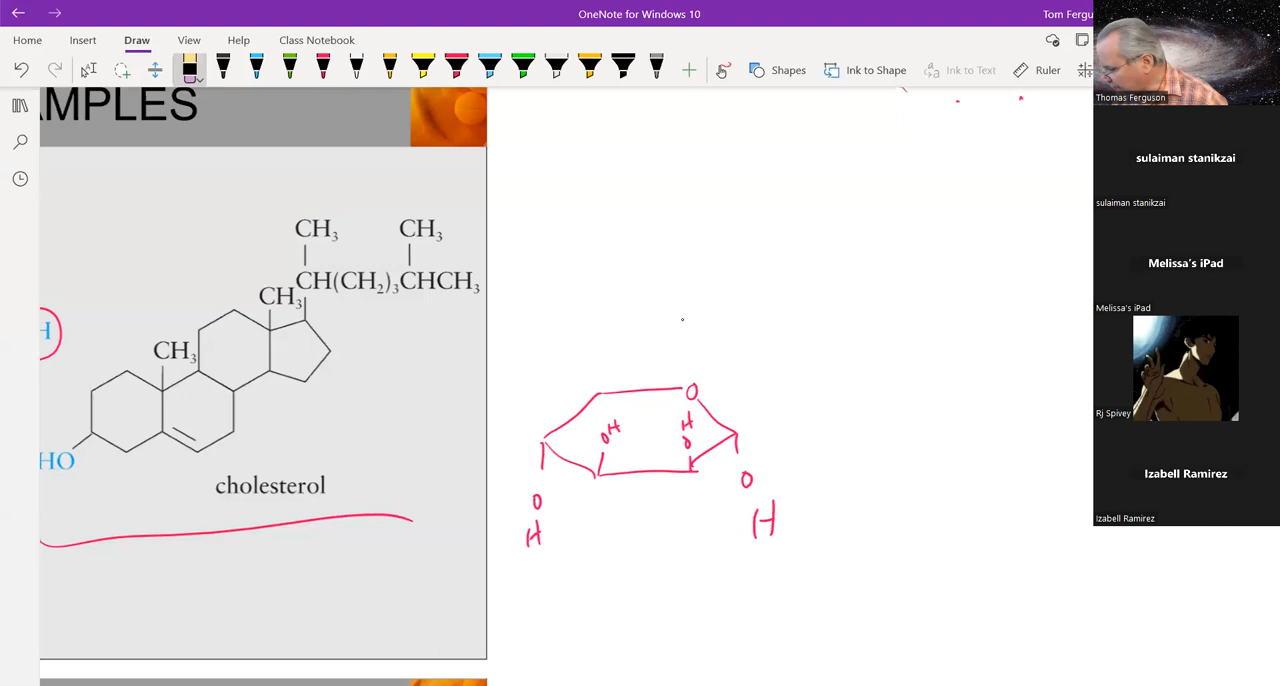 OneNote for Windows 10
Tom Fergu
Home Insert Draw View Help Class Notebook
Shapes Ink to Shape Ink to Text Ruler
Thomas Ferguson
MPLES
sulaiman stanikzai
sulaiman stanikzai
CH₃ CH₃
CH(CH₂)₃CHCH₃
CH₃
H
CH₃
HO
cholesterol
O
OH
H
O
O
H
O
H
Melissa's iPad
Melissa's iPad
Rj Spivey
Izabell Ramirez
Izabell Ramirez